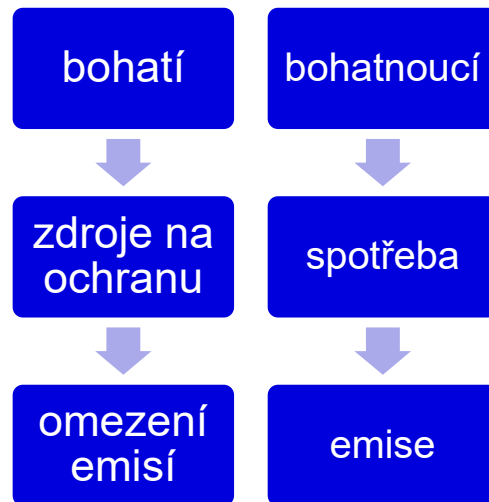 bohatí
zdroje na
ochranu
omezení
emisí
bohatnoucí
spotřeba
emise